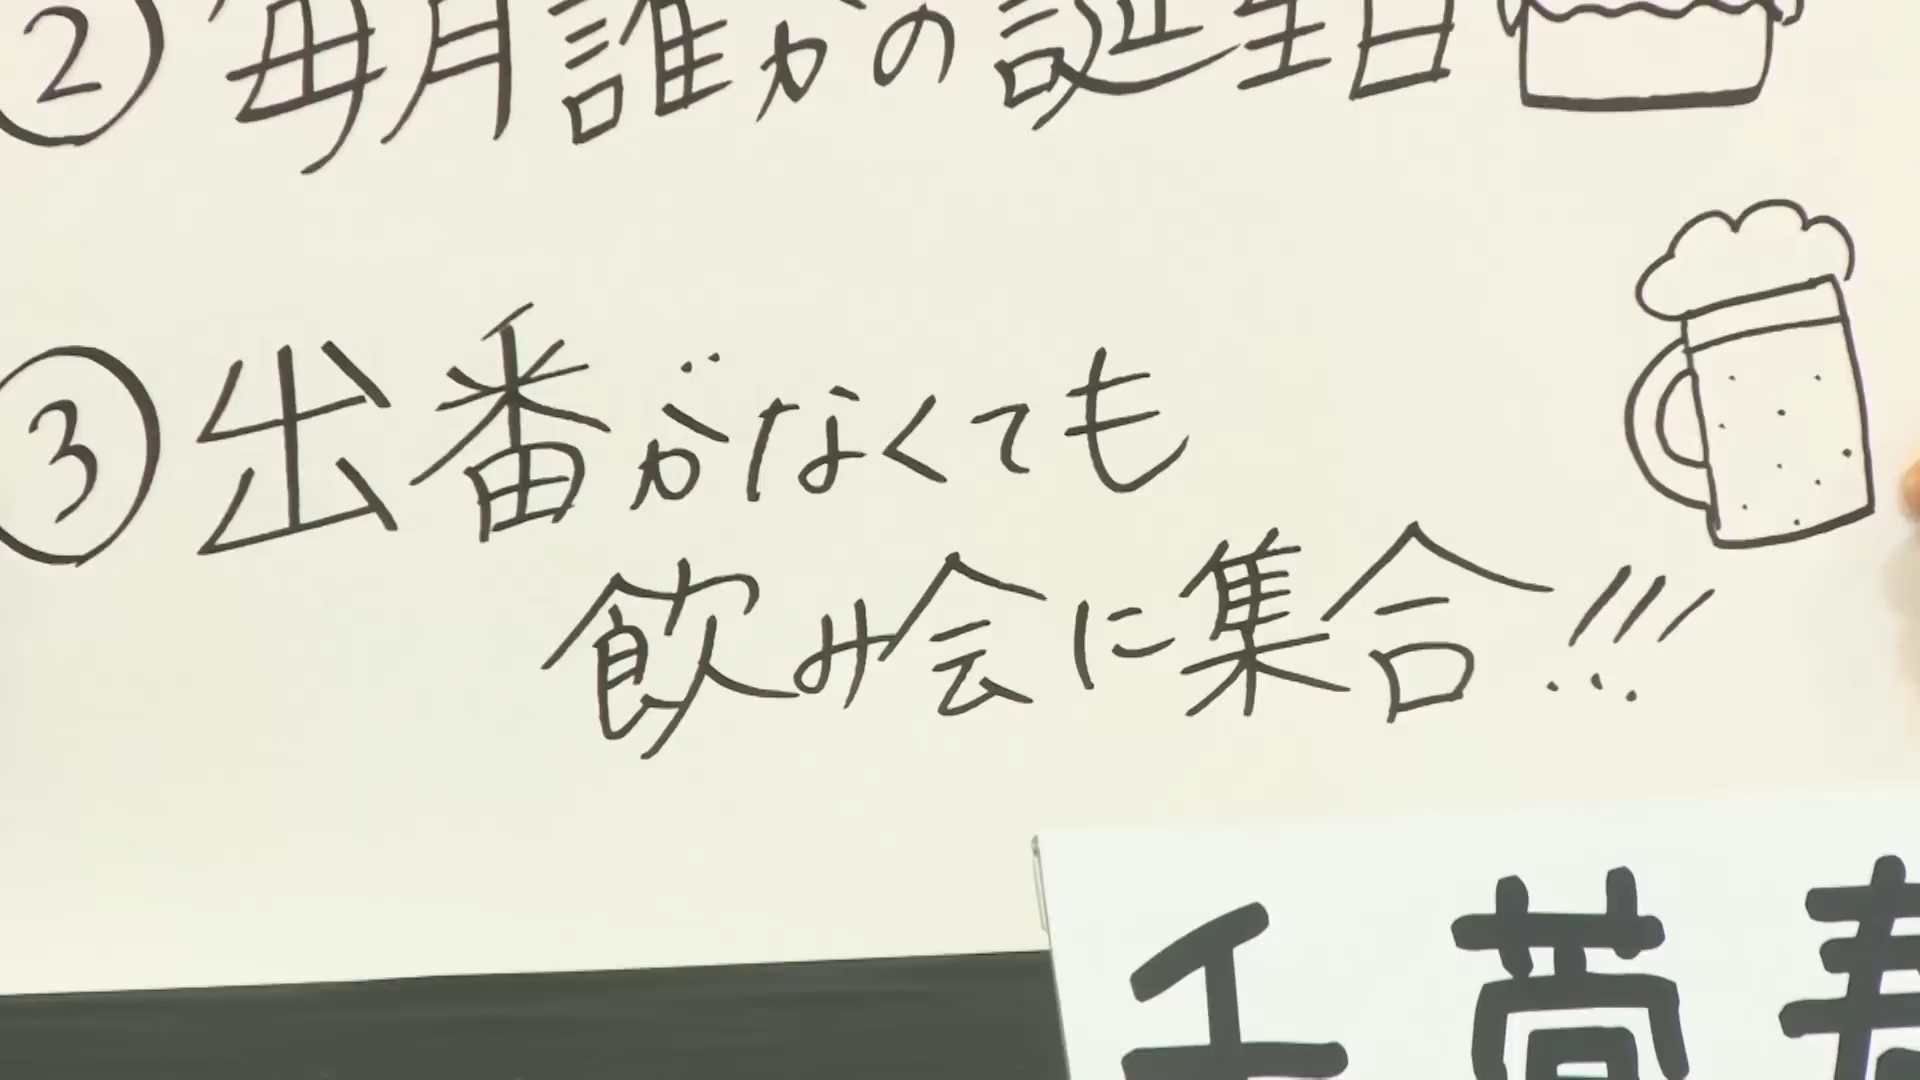 ② 毎月誰かの誕生日
③ 出番がなくても
飲み会に集合!!!